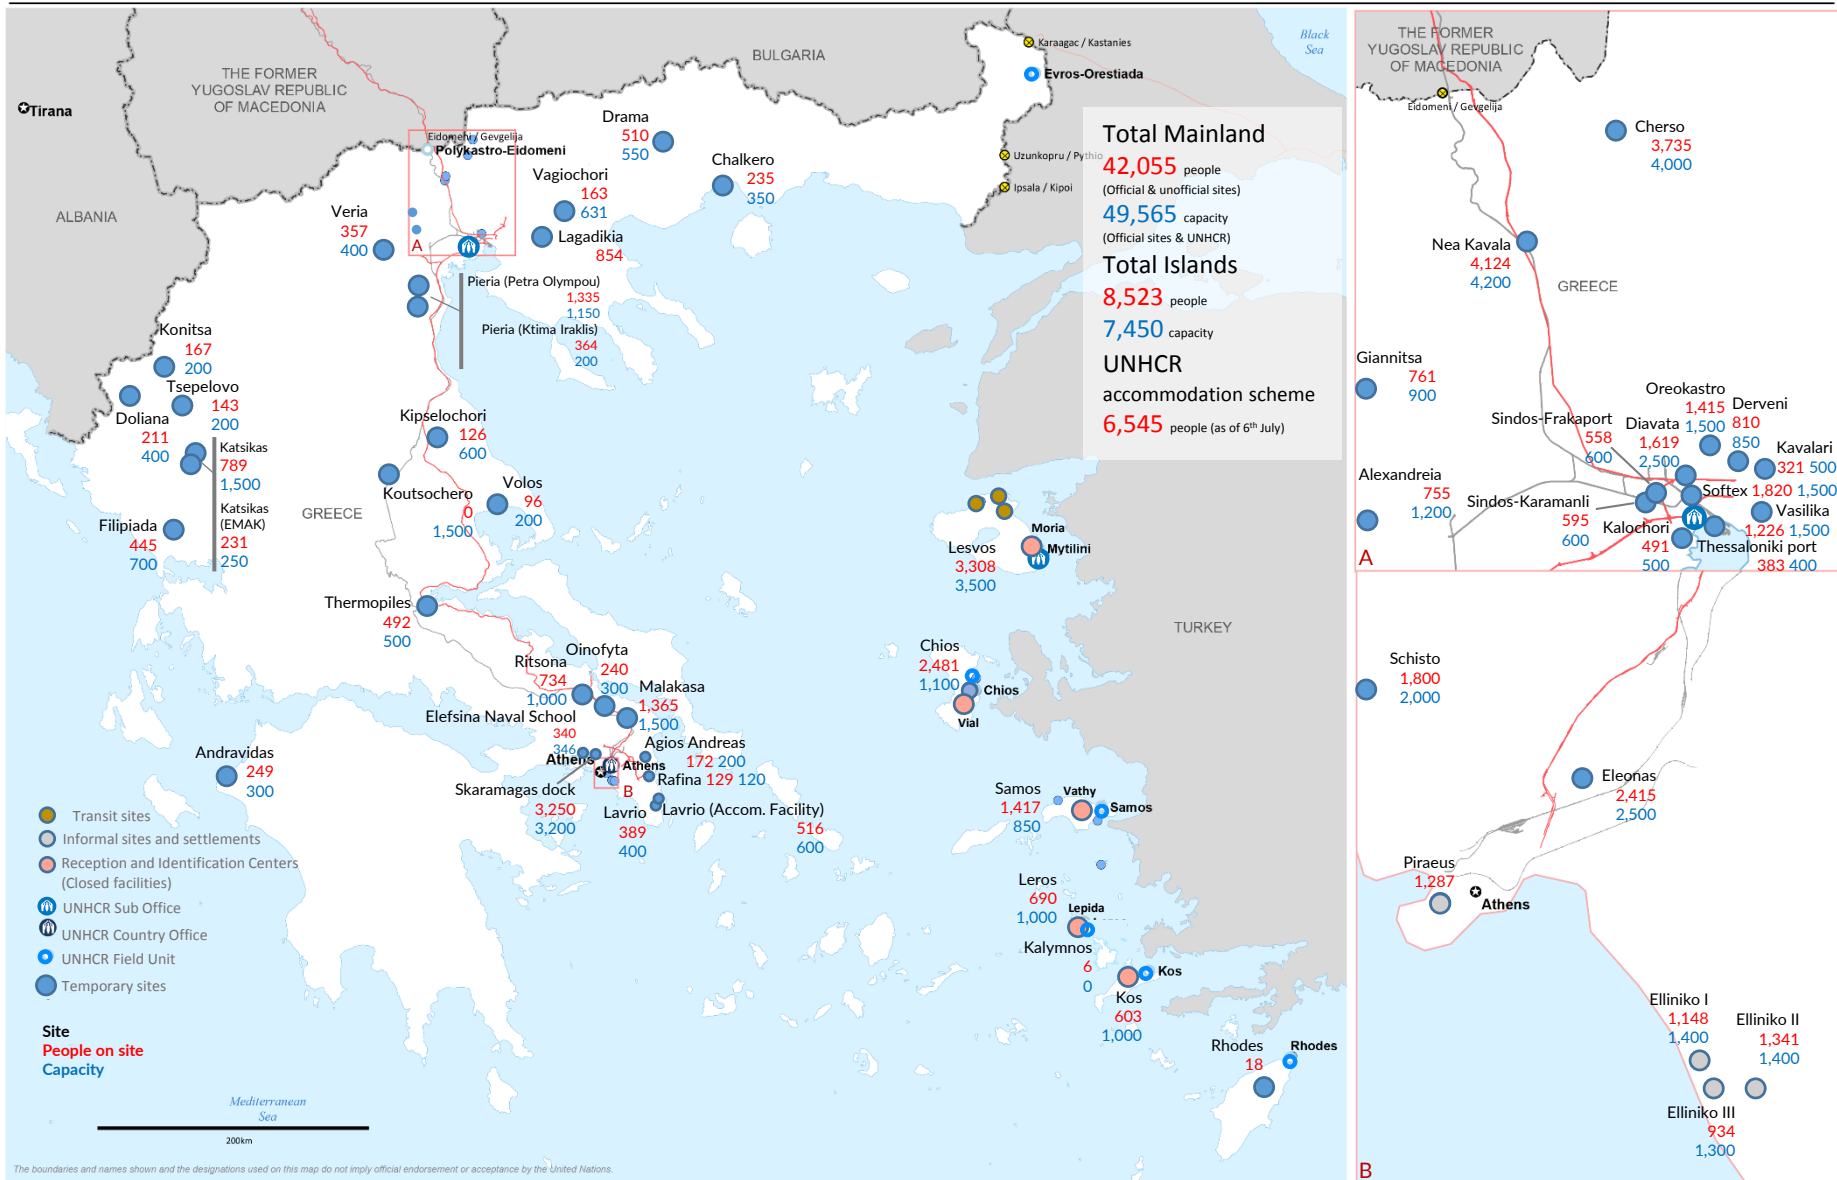 THE FORMER
YUGOSLAV REPUBLIC
OF MACEDONIA
BULGARIA
Black
Sea
Karaagac / Kastanies
Evros-Orestiada
Tirana
ALBANIA
Eidomeni / Gevgelija
Polykastro-Eidomeni
Drama
510
550
Chalkero
235
350
Vagiochori
163
631
Lagadikia
854
Veria
357
400
A
Uzunkopru / Pythio
Ipsala / Kipoi
Total Mainland
42,055 people
(Official & unofficial sites)
49,565 capacity
(Official sites & UNHCR)
Total Islands
8,523 people
7,450 capacity
UNHCR
accommodation scheme
6,545 people (as of 6th July)
Pieria (Petra Olympou)
1,335
1,150
Pieria (Ktima Iraklis)
364
200
Konitsa
167
200
Tsepelovo
143
200
Doliana
211
400
Katsikas
789
1,500
Katsikas
(EMAK)
231
250
Filipiada
445
700
GREECE
Kipselochori
126
600
Koutsochero
0
1,500
Volos
96
200
Thermopiles
492
500
Oinofyta
240
300
Ritsona
734
1,000
Malakasa
1,365
1,500
Elefsina Naval School
340
346
Athens
Athens
B
Agios Andreas
172 200
Rafina 129 120
Skaramagas dock
3,250
3,200
Lavrio
389
400
Lavrio (Accom. Facility)
516
600
Andravidas
249
300
Moria
Mytilini
Lesvos
3,308
3,500
TURKEY
Chios
2,481
1,100
Chios
Vial
Samos
1,417
850
Vathy
Samos
Leros
690
1,000
Lepida
Kalymnos
6
0
Kos
Kos
603
1,000
Rhodes
18
Rhodes
Transit sites
Informal sites and settlements
Reception and Identification Centers
(Closed facilities)
UNHCR Sub Office
UNHCR Country Office
UNHCR Field Unit
Temporary sites
Site
People on site
Capacity
Mediterranean
Sea
200km
The boundaries and names shown and the designations used on this map do not imply official endorsement or acceptance by the United Nations.
THE FORMER
YUGOSLAV REPUBLIC
OF MACEDONIA
Eidomeni / Gevgelija
Cherso
3,735
4,000
Nea Kavala
4,124
4,200
GREECE
Giannitsa
761
900
Oreokastro
1,415
1,500
Derveni
810
850
Sindos-Frakaport
558
600
Diavata
1,619
2,500
Kavalari
321 500
Alexandreia
755
1,200
Sindos-Karamanli
595
600
Softex 1,820 1,500
Vasilika
1,226 1,500
Kalochori
491
500
Thessaloniki port
383 400
A
Schisto
1,800
2,000
Eleonas
2,415
2,500
Piraeus
1,287
Athens
Elliniko I
1,148
1,400
Elliniko II
1,341
1,400
Elliniko III
934
1,300
B